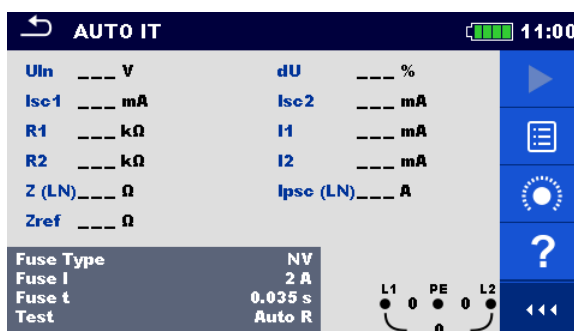 AUTO IT 11:00
Uln ___ V dU ___ %
Isc1 ___ mA Isc2 ___ mA
R1 ___ kΩ I1 ___ mA
R2 ___ kΩ I2 ___ mA
Z (LN)___ Ω Ipsc (LN)___ A
Zref ___ Ω
?
Fuse Type NV
Fuse I 2 A
Fuse t 0.035 s
Test Auto R
L1 PE L2
0 0
0